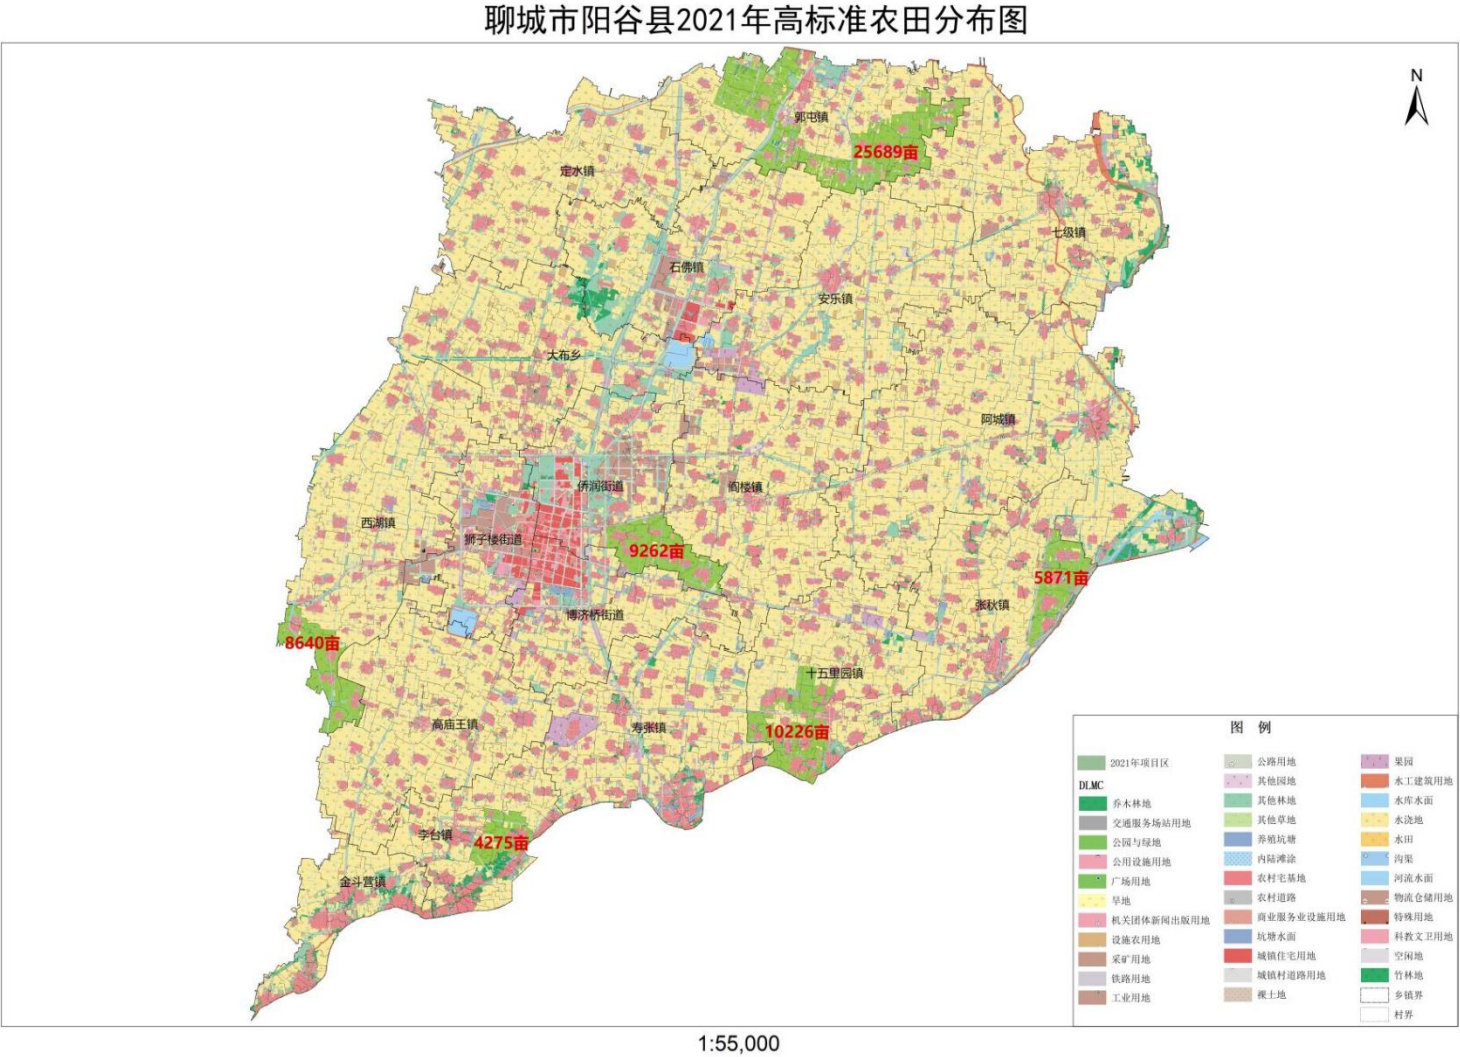 聊城市阳谷县2021年高标准农田分布图
N
郭屯镇
25689亩
定水镇
七级镇
石佛镇
安乐镇
大布乡
阿城镇
侨润街道
阎楼镇
西湖镇
狮子楼街道
9262亩
5871亩
张秋镇
博济桥街道
8640亩
十五里园镇
高庙王镇
寿张镇
10226亩
李台镇
4275亩
金斗营镇
图 例
2021年项目区
DLMC
乔木林地
交通服务场站用地
公园与绿地
公用设施用地
广场用地
旱地
机关团体新闻出版用地
设施农用地
采矿用地
铁路用地
工业用地
公路用地
其他园地
其他林地
其他草地
养殖坑塘
内陆滩涂
农村宅基地
农村道路
商业服务业设施用地
坑塘水面
城镇住宅用地
城镇村道路用地
裸土地
果园
水工建筑用地
水库水面
水浇地
水田
沟渠
河流水面
物流仓储用地
特殊用地
科教文卫用地
空闲地
竹林地
乡镇界
村界
1:55,000